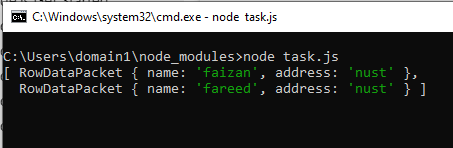 C:\Windows\system32\cmd.exe - node task.js
C:\Users\domain1\node_modules>node task.js
[ RowDataPacket { name: 'faizan', address: 'nust' },
  RowDataPacket { name: 'fareed', address: 'nust' } ]